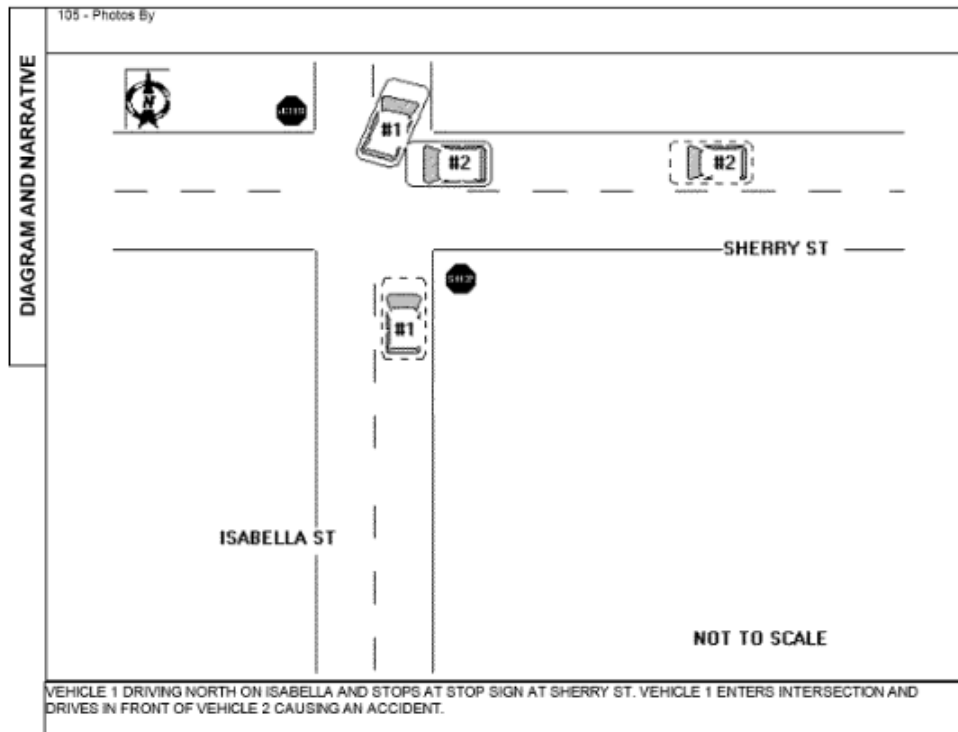 105 - Photos By
DIAGRAM AND NARRATIVE
N
#1
#2
#2
SHERRY ST
#1
ISABELLA ST
NOT TO SCALE
VEHICLE 1 DRIVING NORTH ON ISABELLA AND STOPS AT STOP SIGN AT SHERRY ST. VEHICLE 1 ENTERS INTERSECTION AND
DRIVES IN FRONT OF VEHICLE 2 CAUSING AN ACCIDENT.